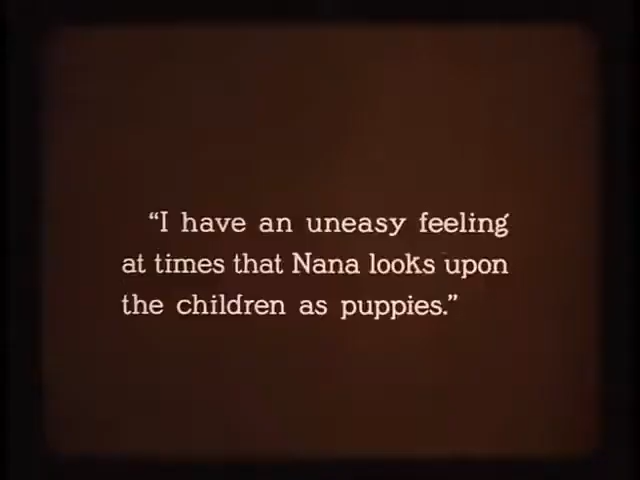 “I have an uneasy feeling
at times that Nana looks upon
the children as puppies.”